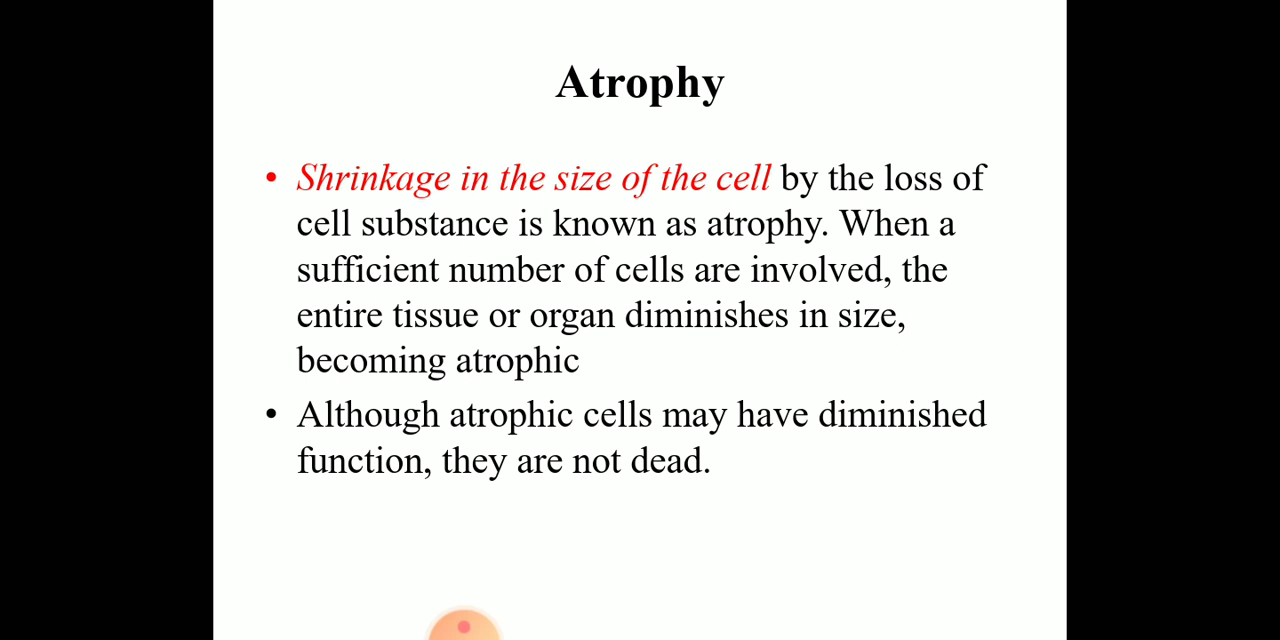 Atrophy
• Shrinkage in the size of the cell by the loss of
cell substance is known as atrophy. When a
sufficient number of cells are involved, the
entire tissue or organ diminishes in size,
becoming atrophic
• Although atrophic cells may have diminished
function, they are not dead.